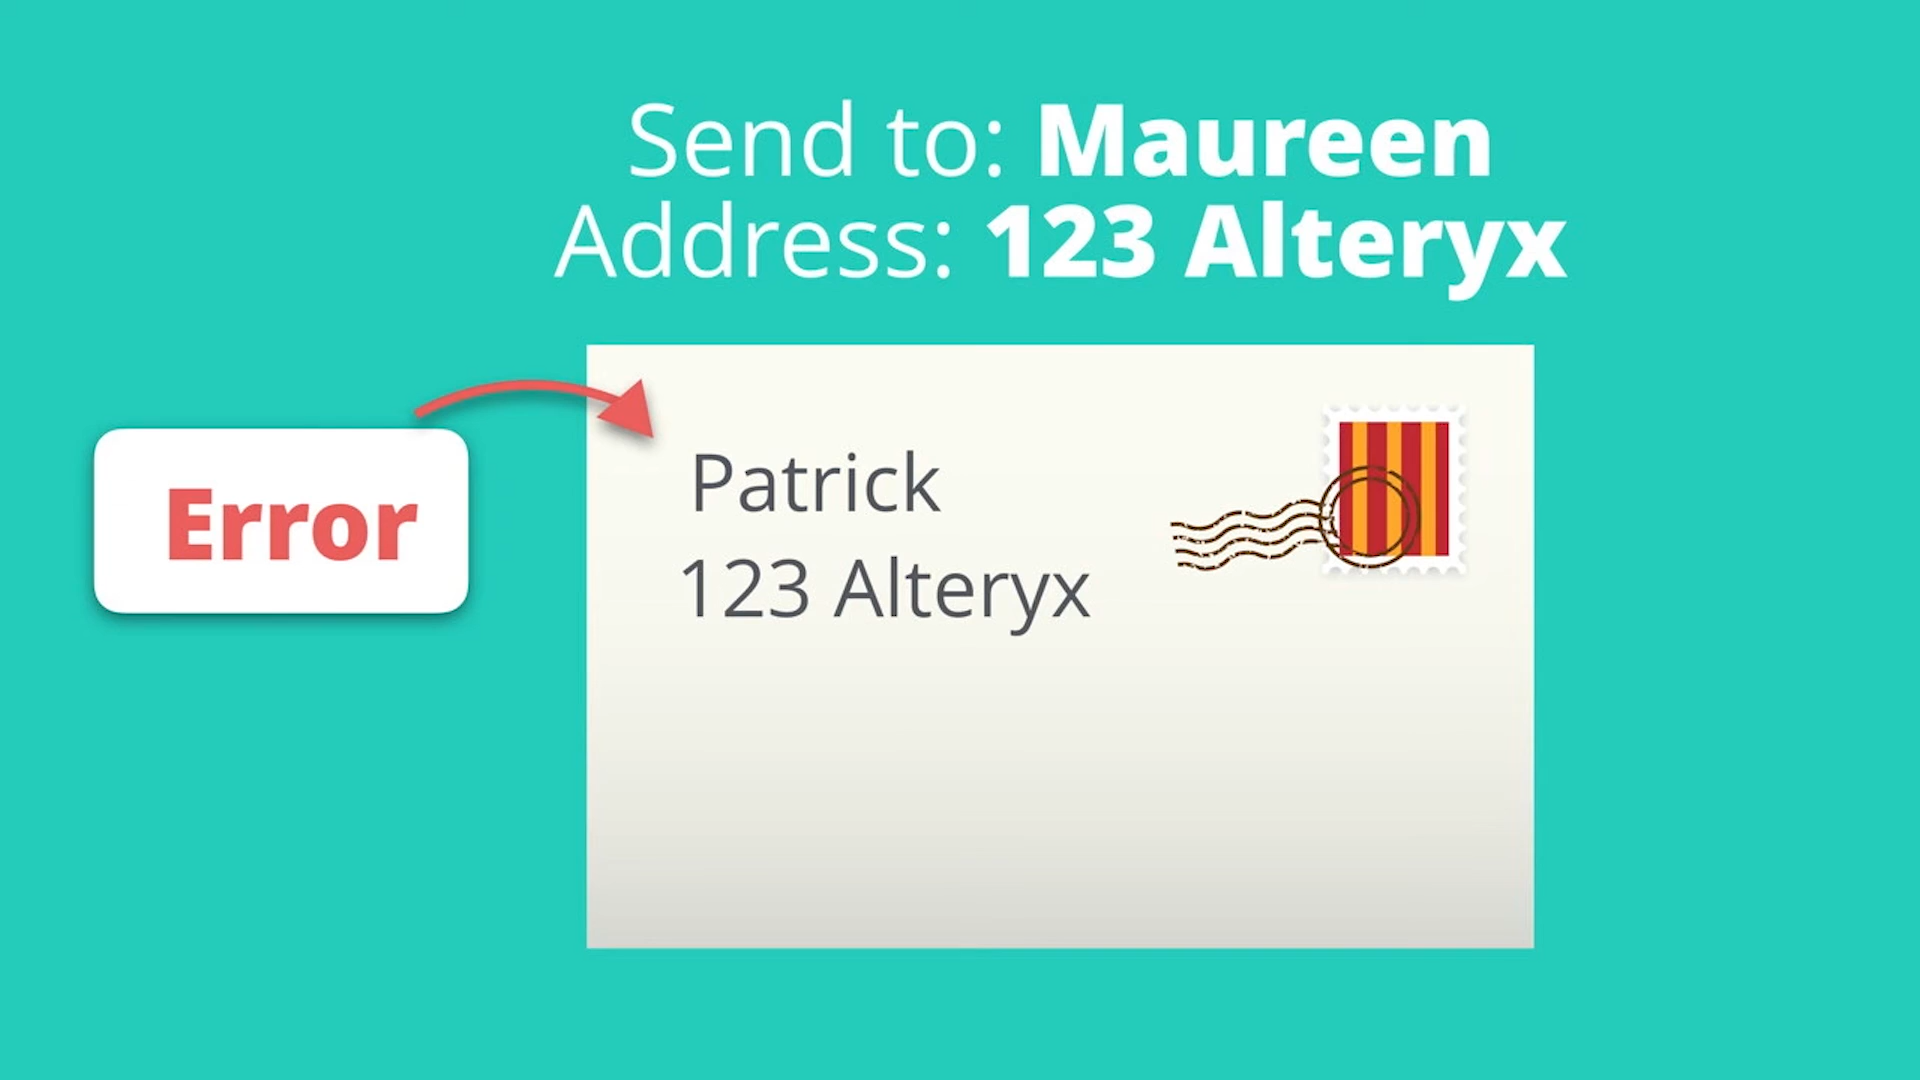 Send to: Maureen
Address: 123 Alteryx
Error
Patrick
123 Alteryx